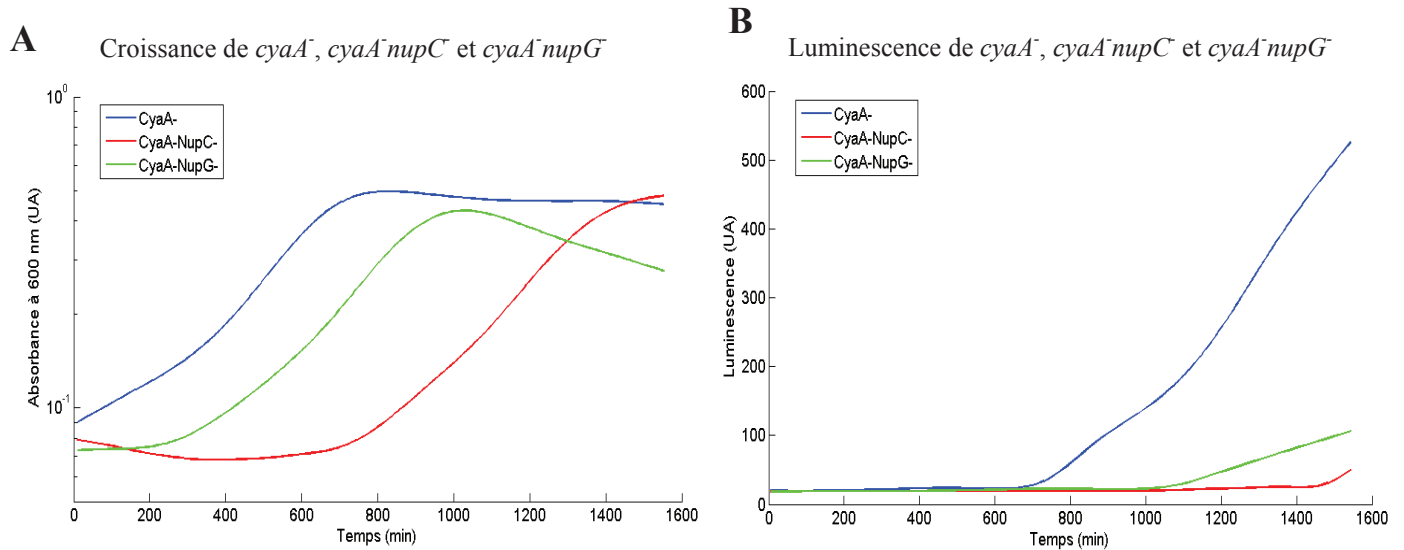 A
Croissance de cyaA⁻, cyaA⁻nupC⁻ et cyaA⁻nupG⁻
10⁰
10⁻¹
Absorbance à 600 nm (UA)
CyaA-
CyaA-NupC-
CyaA-NupG-
0 200 400 600 800 1000 1200 1400 1600
Temps (min)
B
Luminescence de cyaA⁻, cyaA⁻nupC⁻ et cyaA⁻nupG⁻
600
500
400
300
200
100
0
Luminescence (UA)
CyaA-
CyaA-NupC-
CyaA-NupG-
0 200 400 600 800 1000 1200 1400 1600
Temps (min)